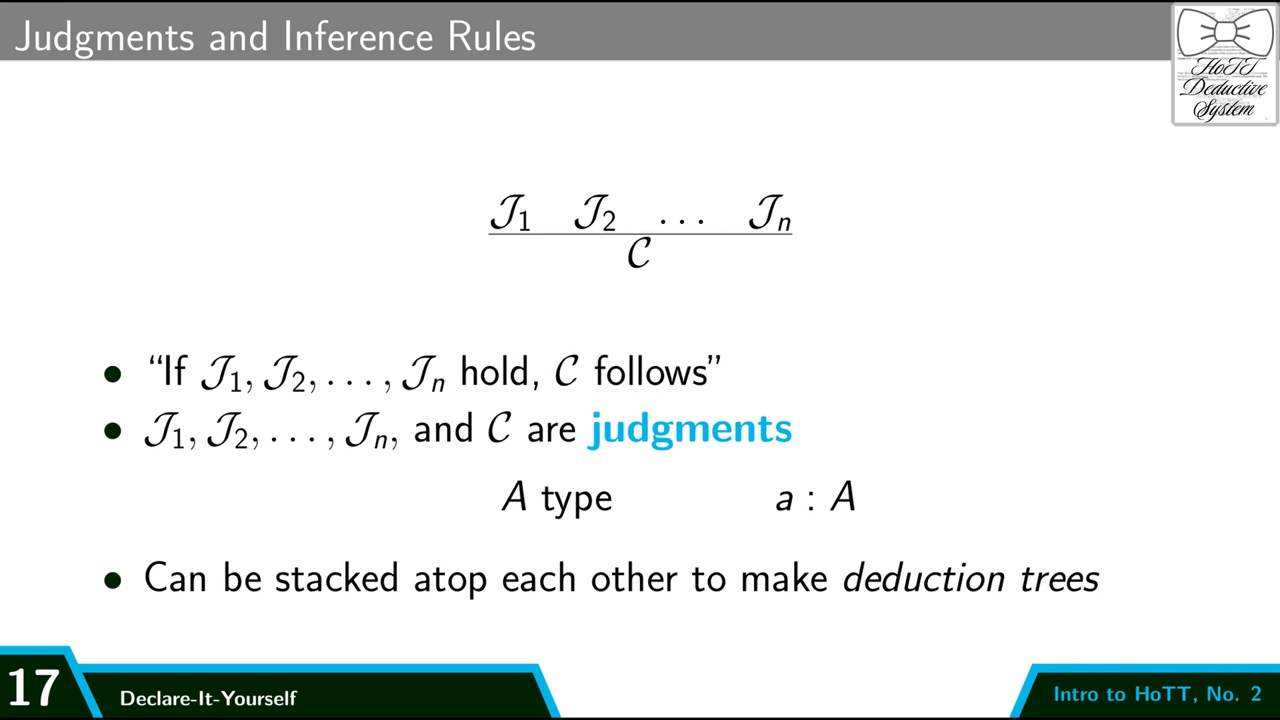 Judgments and Inference Rules
HoTT
Deductive
System
𝒥₁ 𝒥₂ … 𝒥ₙ
𝒞
• “If 𝒥₁, 𝒥₂, …, 𝒥ₙ hold, 𝒞 follows”
• 𝒥₁, 𝒥₂, …, 𝒥ₙ, and 𝒞 are judgments
A type a : A
• Can be stacked atop each other to make deduction trees
17
Declare-It-Yourself
Intro to HoTT, No. 2